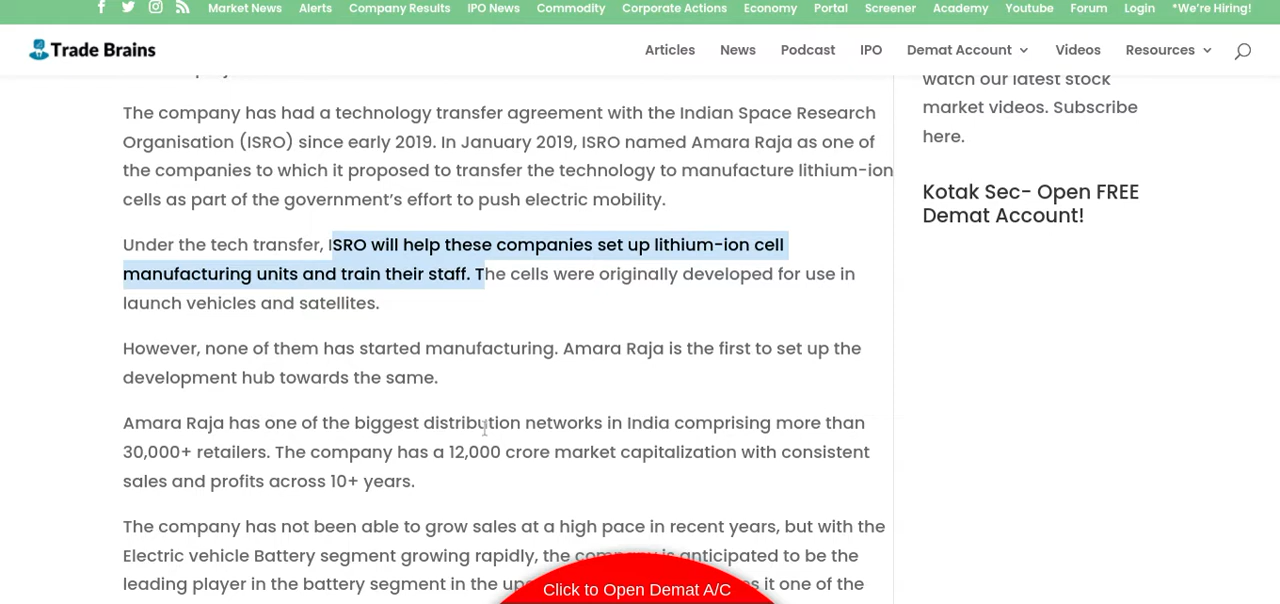 Market News Alerts Company Results IPO News Commodity Corporate Actions Economy Portal Screener Academy Youtube Forum Login *We're Hiring!
Trade Brains
Articles News Podcast IPO Demat Account Videos Resources
The company has had a technology transfer agreement with the Indian Space Research
Organisation (ISRO) since early 2019. In January 2019, ISRO named Amara Raja as one of
the companies to which it proposed to transfer the technology to manufacture lithium-ion
cells as part of the government's effort to push electric mobility.
Under the tech transfer, ISRO will help these companies set up lithium-ion cell
manufacturing units and train their staff. The cells were originally developed for use in
launch vehicles and satellites.
However, none of them has started manufacturing. Amara Raja is the first to set up the
development hub towards the same.
Amara Raja has one of the biggest distribution networks in India comprising more than
30,000+ retailers. The company has a 12,000 crore market capitalization with consistent
sales and profits across 10+ years.
The company has not been able to grow sales at a high pace in recent years, but with the
Electric vehicle Battery segment growing rapidly, the company is anticipated to be the
leading player in the battery segment in the it one of the
Click to Open Demat A/C
watch our latest stock
market videos. Subscribe
here.
Kotak Sec- Open FREE
Demat Account!